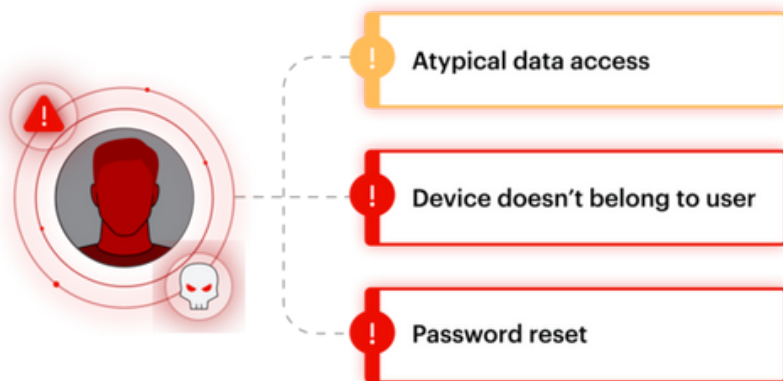 Atypical data access
Device doesn’t belong to user
Password reset